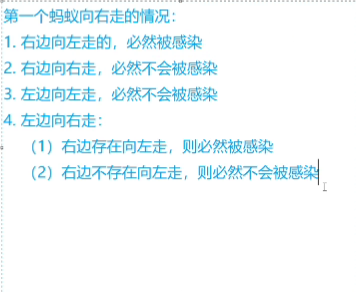 第一个蚂蚁向右走的情况：
1. 右边向左走的，必然被感染
2. 右边向右走，必然不会被感染
3. 左边向左走，必然不会被感染
4. 左边向右走：
（1）右边存在向左走，则必然被感染
（2）右边不存在向左走，则必然不会被感染